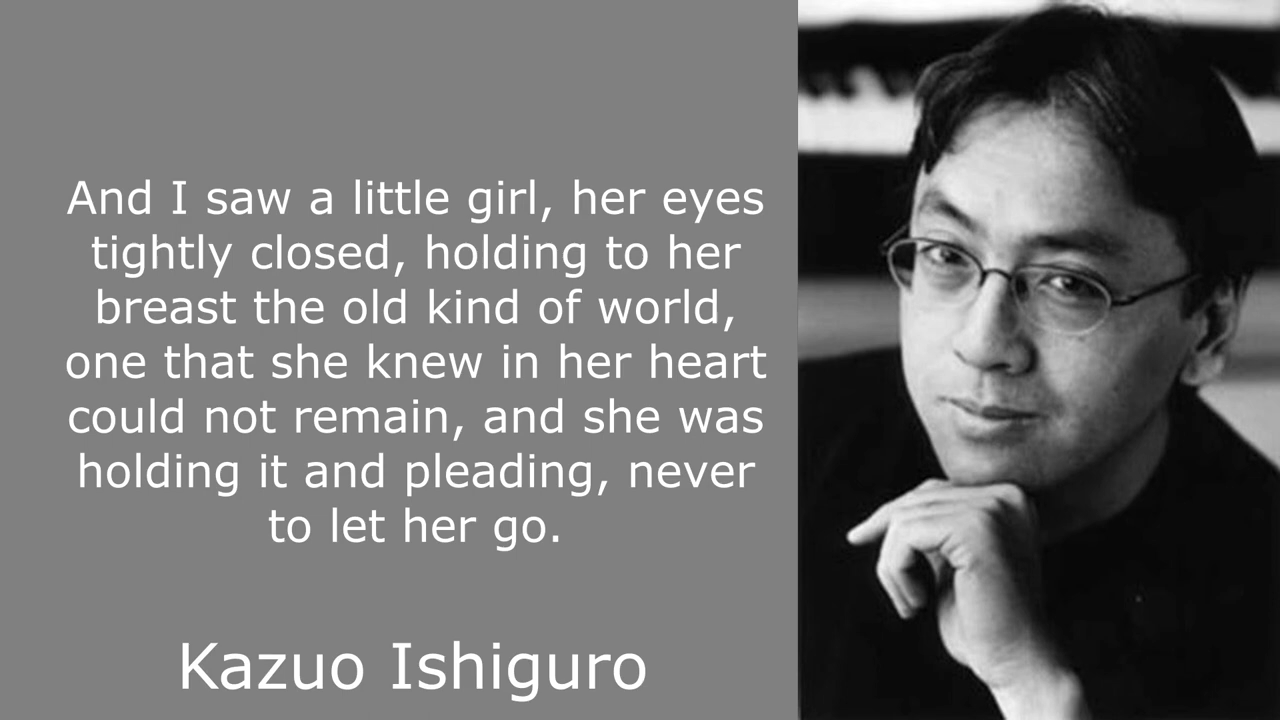 And I saw a little girl, her eyes
tightly closed, holding to her
breast the old kind of world,
one that she knew in her heart
could not remain, and she was
holding it and pleading, never
to let her go.
Kazuo Ishiguro